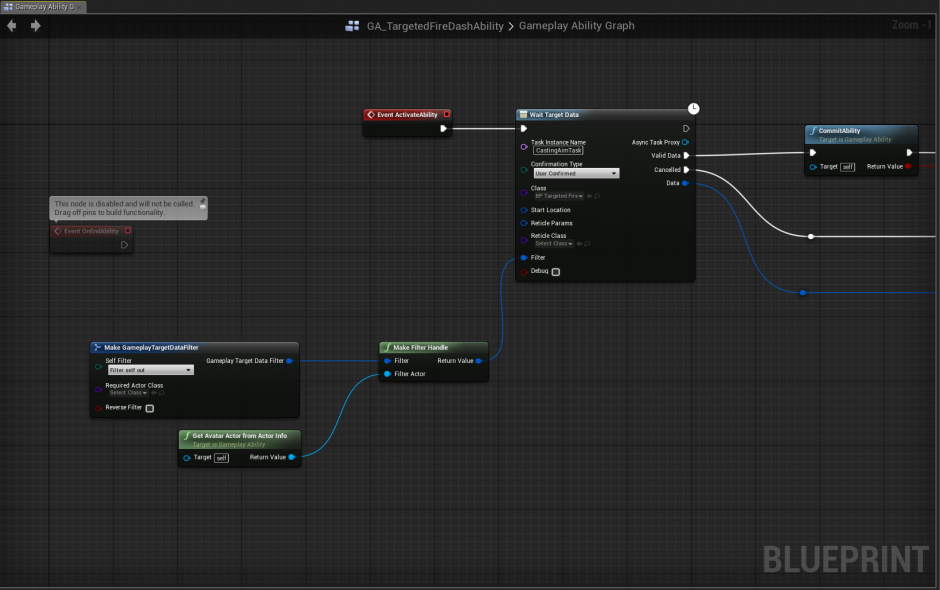 Gameplay Ability G
GA_TargetedFireDashAbility > Gameplay Ability Graph
Zoom -1
Event ActivateAbility
Wait Target Data
Task Instance Name
CastingAimTask
Confirmation Type
User Confirmed
Class
BP Targeted Fire
Start Location
Reticle Params
Reticle Class
Select Class
Filter
Debug
Async Task Proxy
Valid Data
Cancelled
Data
CommitAbility
Target is Gameplay Ability
Target self
Return Value
This node is disabled and will not be called.
Drag off pins to build functionality.
Event OnEndAbility
Make GameplayTargetDataFilter
Self Filter
Filter self out
Gameplay Target Data Filter
Required Actor Class
Select Class
Reverse Filter
Make Filter Handle
Filter
Return Value
Filter Actor
Get Avatar Actor from Actor Info
Target is Gameplay Ability
Target self
Return Value
BLUEPRINT